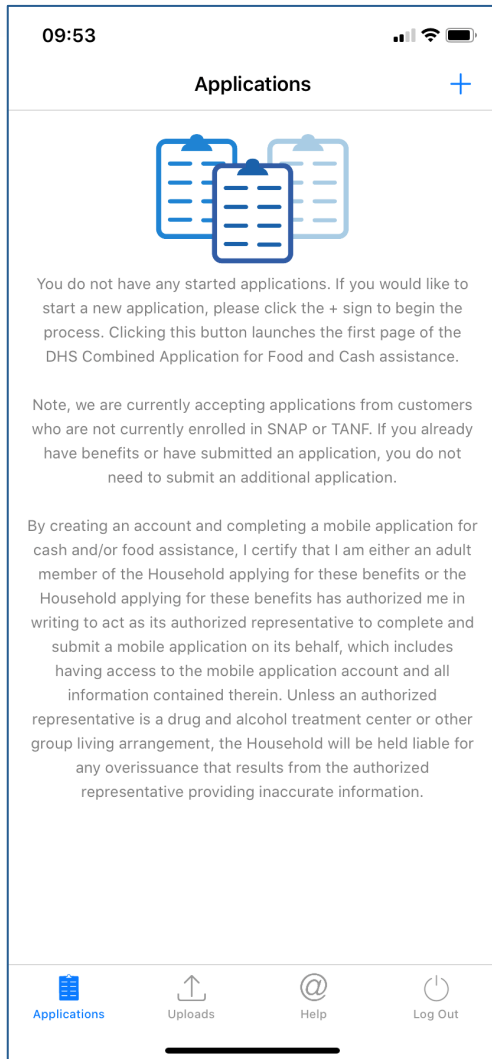 09:53
Applications
You do not have any started applications. If you would like to
start a new application, please click the + sign to begin the
process. Clicking this button launches the first page of the
DHS Combined Application for Food and Cash assistance.
Note, we are currently accepting applications from customers
who are not currently enrolled in SNAP or TANF. If you already
have benefits or have submitted an application, you do not
need to submit an additional application.
By creating an account and completing a mobile application for
cash and/or food assistance, I certify that I am either an adult
member of the Household applying for these benefits or the
Household applying for these benefits has authorized me in
writing to act as its authorized representative to complete and
submit a mobile application on its behalf, which includes
having access to the mobile application account and all
information contained therein. Unless an authorized
representative is a drug and alcohol treatment center or other
group living arrangement, the Household will be held liable for
any overissuance that results from the authorized
representative providing inaccurate information.
Applications Uploads Help Log Out